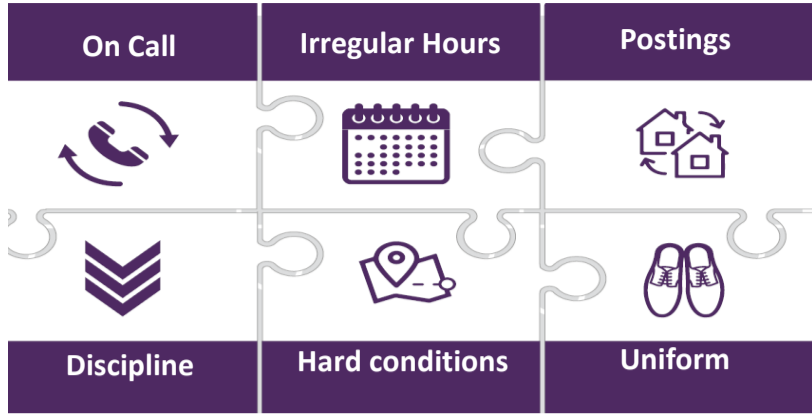 On Call
Irregular Hours
Postings
Discipline
Hard conditions
Uniform